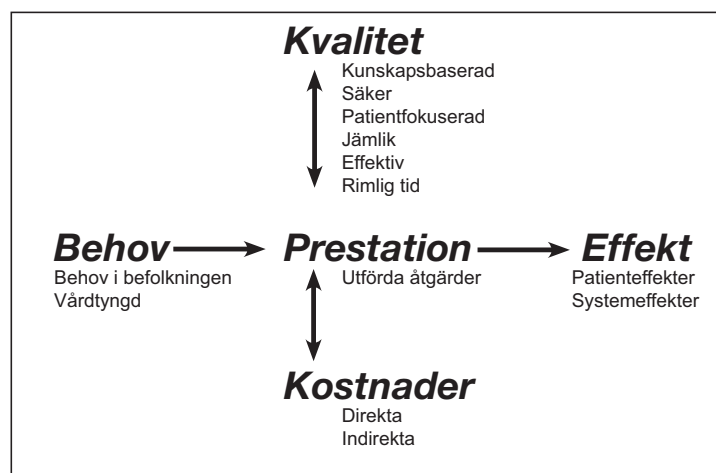 Kvalitet
Kunskapsbaserad
Säker
Patientfokuserad
Jämlik
Effektiv
Rimlig tid
Behov
Behov i befolkningen
Vårdtyngd
Prestation
Utförda åtgärder
Effekt
Patienteffekter
Systemeffekter
Kostnader
Direkta
Indirekta